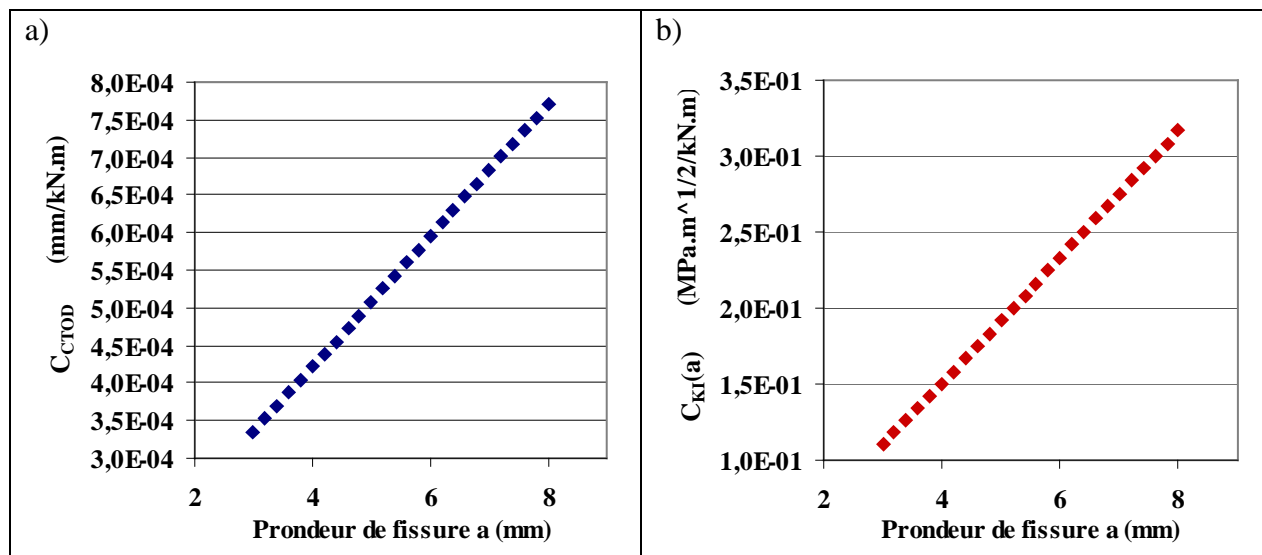 a)
8,0E-04
7,5E-04
7,0E-04
6,5E-04
6,0E-04
5,5E-04
5,0E-04
4,5E-04
4,0E-04
3,5E-04
3,0E-04
C_CTOD (mm/kN.m)
2 4 6 8
Prondeur de fissure a (mm)
b)
3,5E-01
3,0E-01
2,5E-01
2,0E-01
1,5E-01
1,0E-01
C_KI(a) (MPa.m^1/2/kN.m)
2 4 6 8
Prondeur de fissure a (mm)